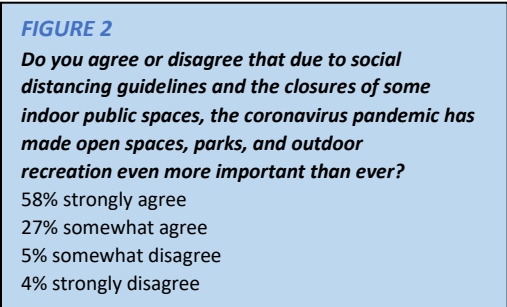 FIGURE 2
Do you agree or disagree that due to social
distancing guidelines and the closures of some
indoor public spaces, the coronavirus pandemic has
made open spaces, parks, and outdoor
recreation even more important than ever?
58% strongly agree
27% somewhat agree
5% somewhat disagree
4% strongly disagree